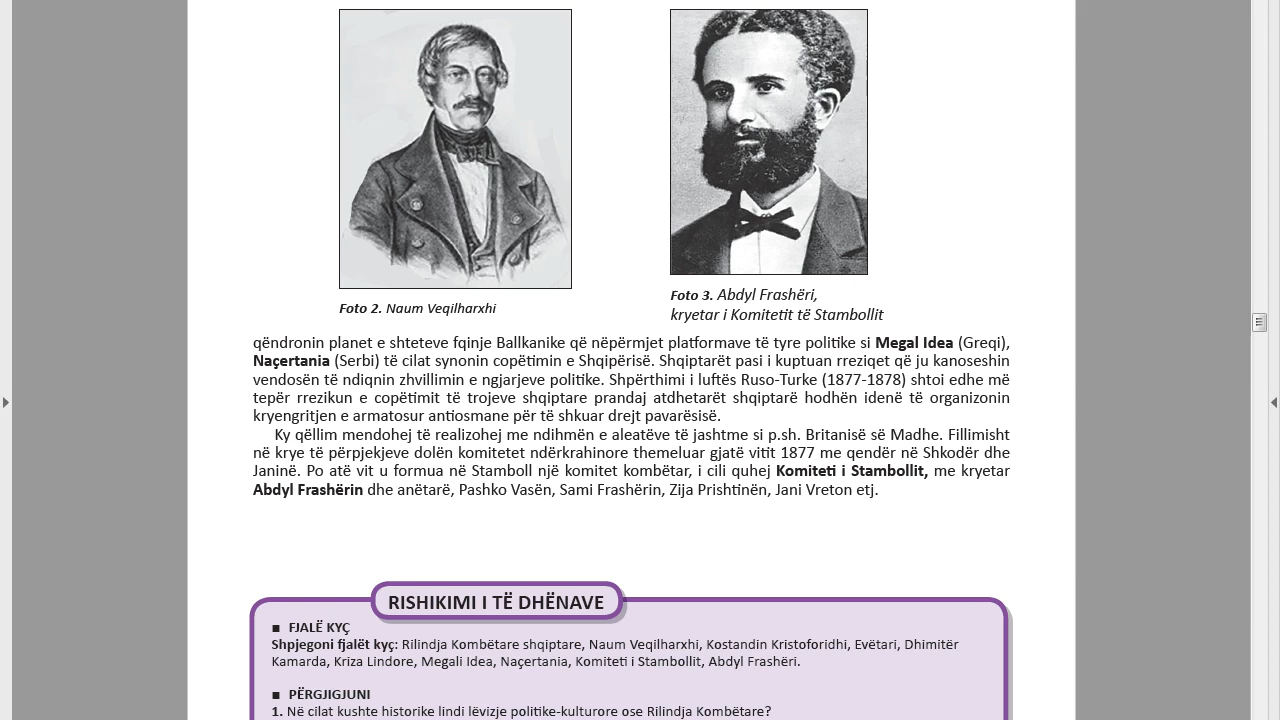 Foto 2. Naum Veqilharxhi
Foto 3. Abdyl Frashëri,
kryetar i Komitetit të Stambollit
qëndronin planet e shteteve fqinje Ballkanike që nëpërmjet platformave të tyre politike si Megal Idea (Greqi),
Naçertania (Serbi) të cilat synonin copëtimin e Shqipërisë. Shqiptarët pasi i kuptuan rreziqet që ju kanoseshin
vendosën të ndiqnin zhvillimin e ngjarjeve politike. Shpërthimi i luftës Ruso-Turke (1877-1878) shtoi edhe më
tepër rrezikun e copëtimit të trojeve shqiptare prandaj atdhetarët shqiptarë hodhën idenë të organizonin
kryengritjen e armatosur antiosmane për të shkuar drejt pavarësisë.
Ky qëllim mendohej të realizohej me ndihmën e aleatëve të jashtme si p.sh. Britanisë së Madhe. Fillimisht
në krye të përpjekjeve dolën komitetet ndërkrahinore themeluar gjatë vitit 1877 me qendër në Shkodër dhe
Janinë. Po atë vit u formua në Stamboll një komitet kombëtar, i cili quhej Komiteti i Stambollit, me kryetar
Abdyl Frashërin dhe anëtarë, Pashko Vasën, Sami Frashërin, Zija Prishtinën, Jani Vreton etj.
RISHIKIMI I TË DHËNAVE
■ FJALË KYÇ
Shpjegoni fjalët kyç: Rilindja Kombëtare shqiptare, Naum Veqilharxhi, Kostandin Kristoforidhi, Evëtari, Dhimitër
Kamarda, Kriza Lindore, Megali Idea, Naçertania, Komiteti i Stambollit, Abdyl Frashëri.
■ PËRGJIGJUNI
1. Në cilat kushte historike lindi lëvizje politike-kulturore ose Rilindja Kombëtare?